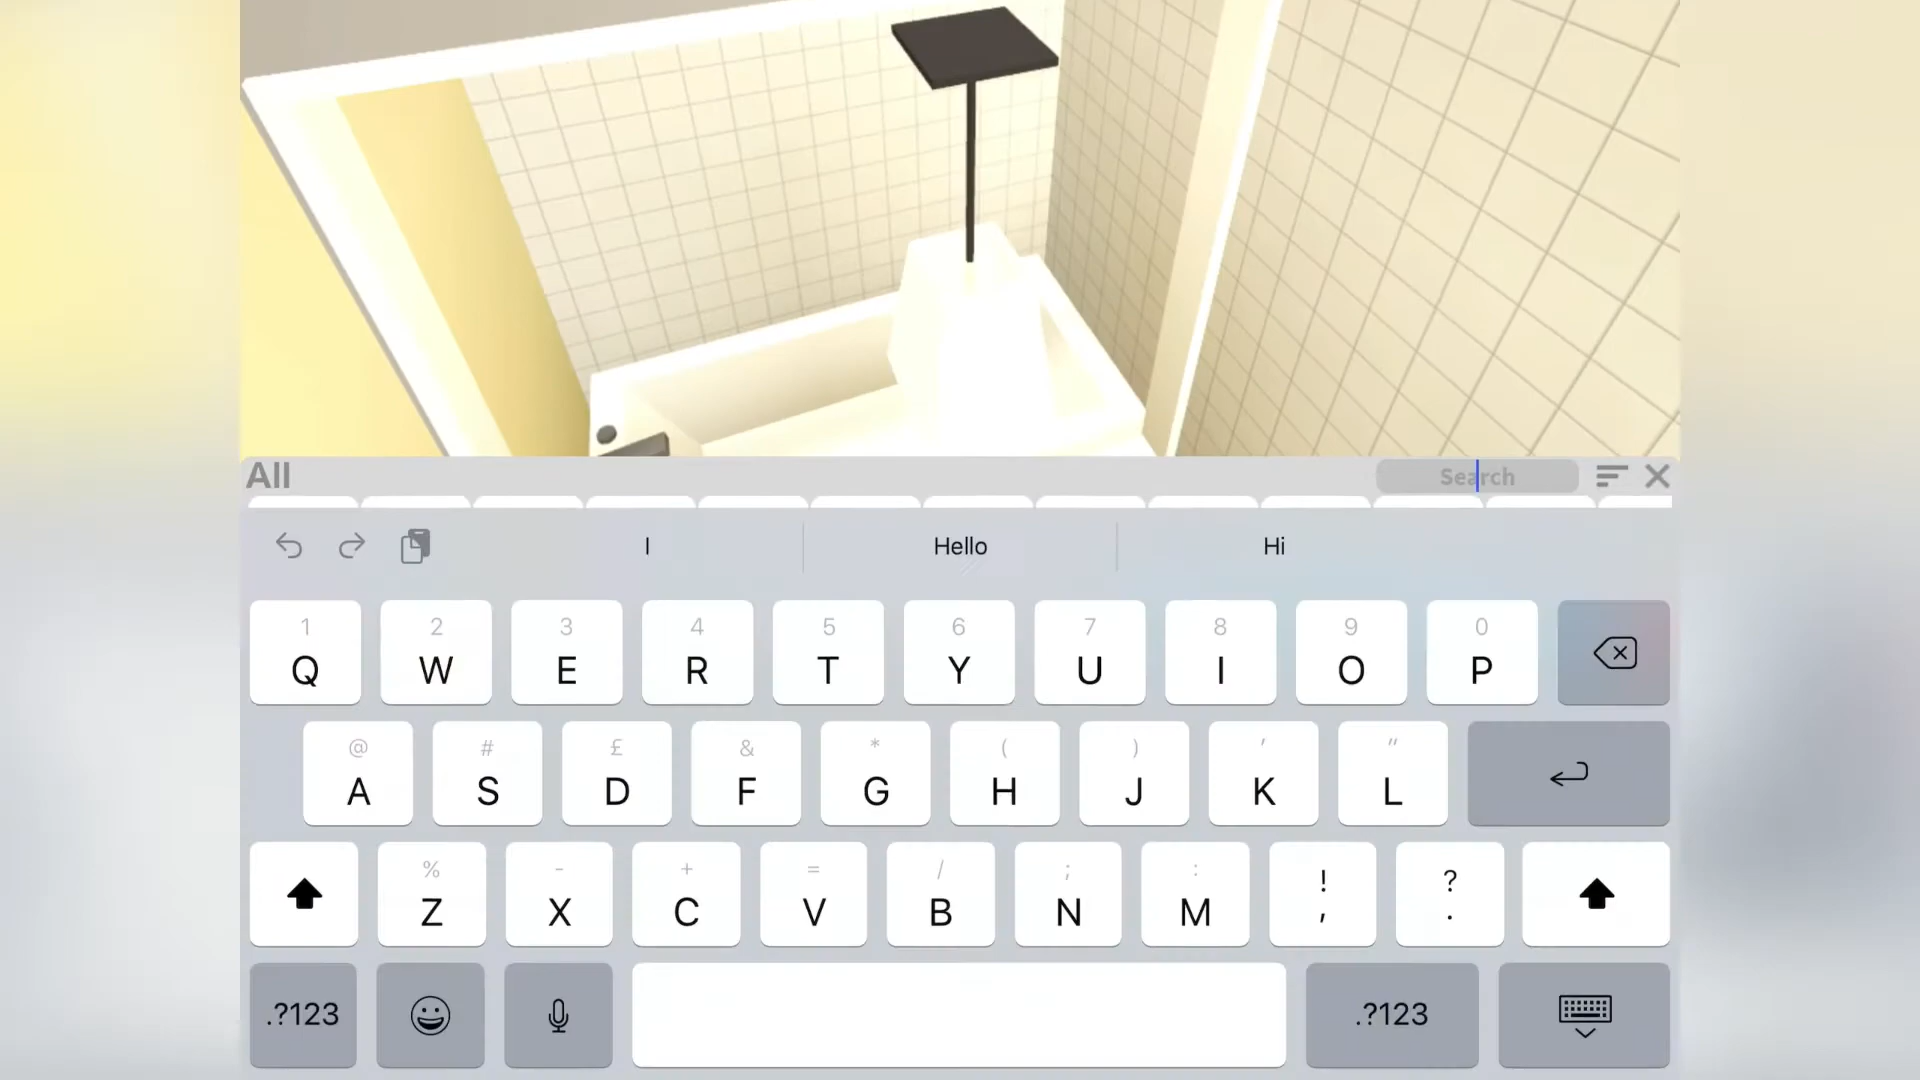 All Search
I Hello Hi
1 2 3 4 5 6 7 8 9 0
Q W E R T Y U I O P
@ # £ & * ( ) ' "
A S D F G H J K L
% - + = / ; : ! ?
Z X C V B N M , .
.?123 .?123